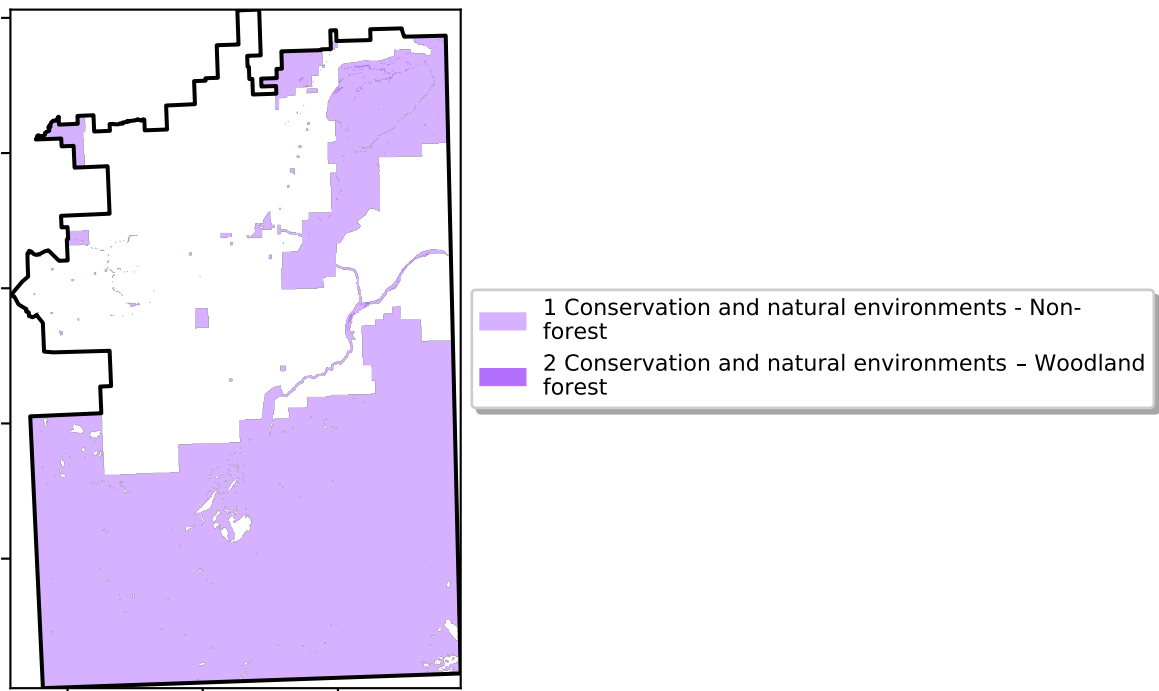 1 Conservation and natural environments - Non-
forest
2 Conservation and natural environments – Woodland
forest